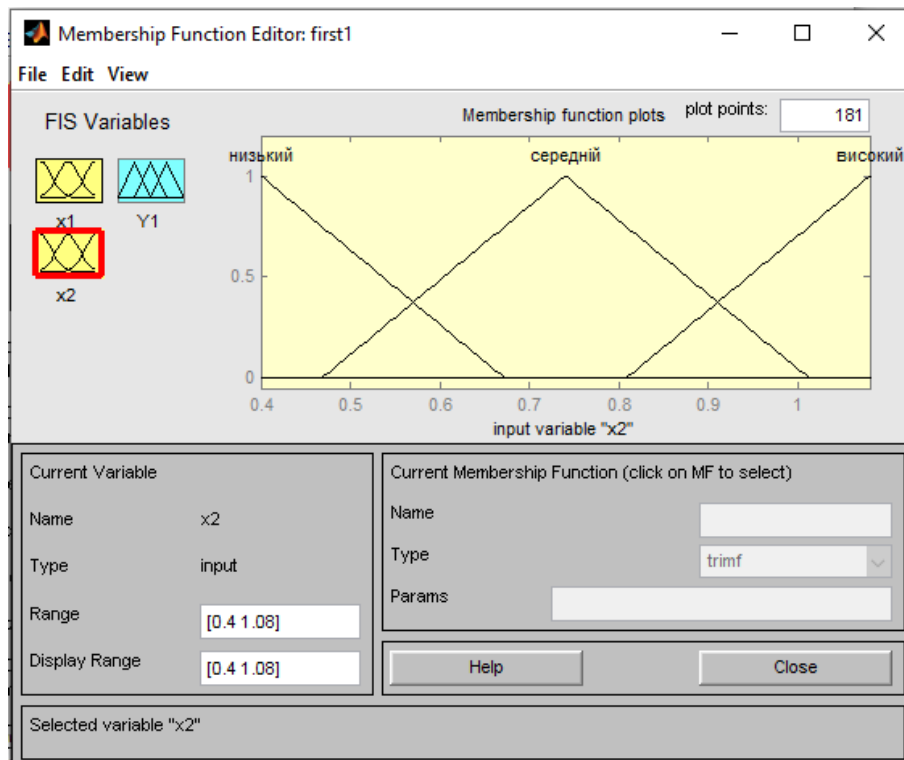 Membership Function Editor: first1
File Edit View
FIS Variables
Membership function plots
plot points:
181
x1
Y1
x2
низький
середній
високий
1
0.5
0
0.4 0.5 0.6 0.7 0.8 0.9 1
input variable "x2"
Current Variable
Name x2
Type input
Range [0.4 1.08]
Display Range [0.4 1.08]
Current Membership Function (click on MF to select)
Name
Type trimf
Params
Help
Close
Selected variable "x2"